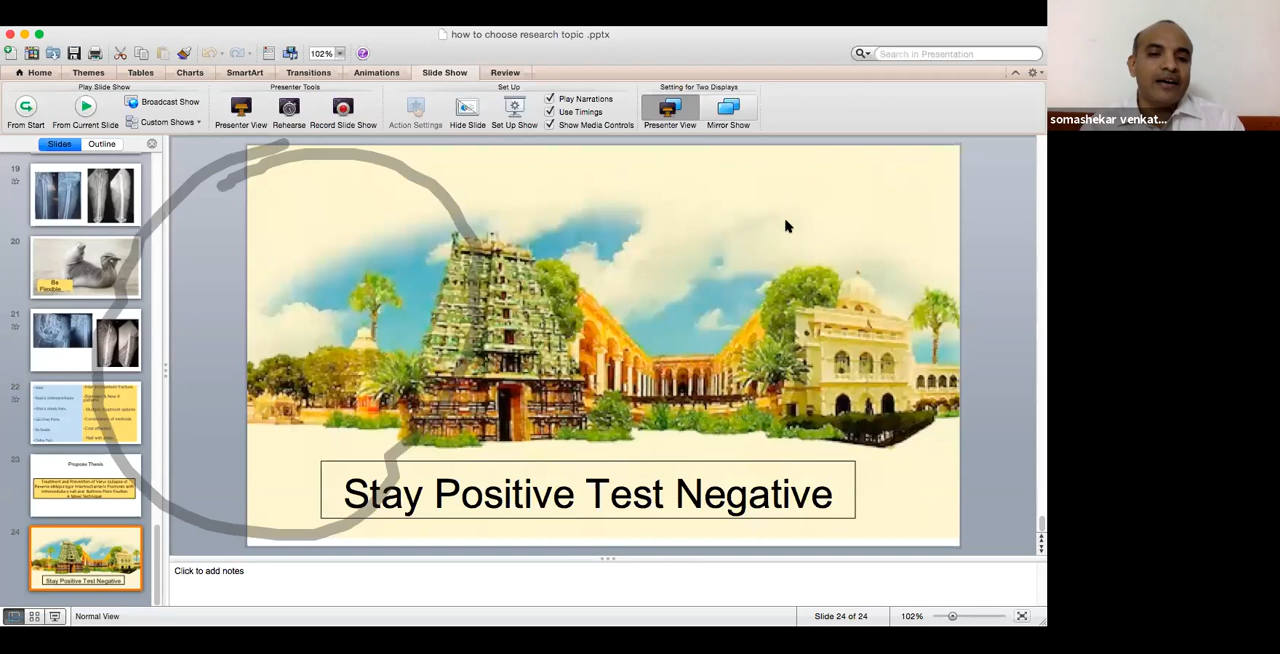 how to choose research topic .pptx
102%
Search in Presentation
Home
Themes
Tables
Charts
SmartArt
Transitions
Animations
Slide Show
Review
Play Slide Show
Presenter Tools
Set Up
Setting for Two Displays
From Start
From Current Slide
Broadcast Show
Custom Shows
Presenter View
Rehearse
Record Slide Show
Action Settings
Hide Slide
Set Up Show
Play Narrations
Use Timings
Show Media Controls
Presenter View
Mirror Show
somashekar venkat...
Slides
Outline
19
20
Be
Flexible
21
22
23
Propose Thesis
24
Stay Positive Test Negative
Stay Positive Test Negative
Click to add notes
Normal View
Slide 24 of 24
102%